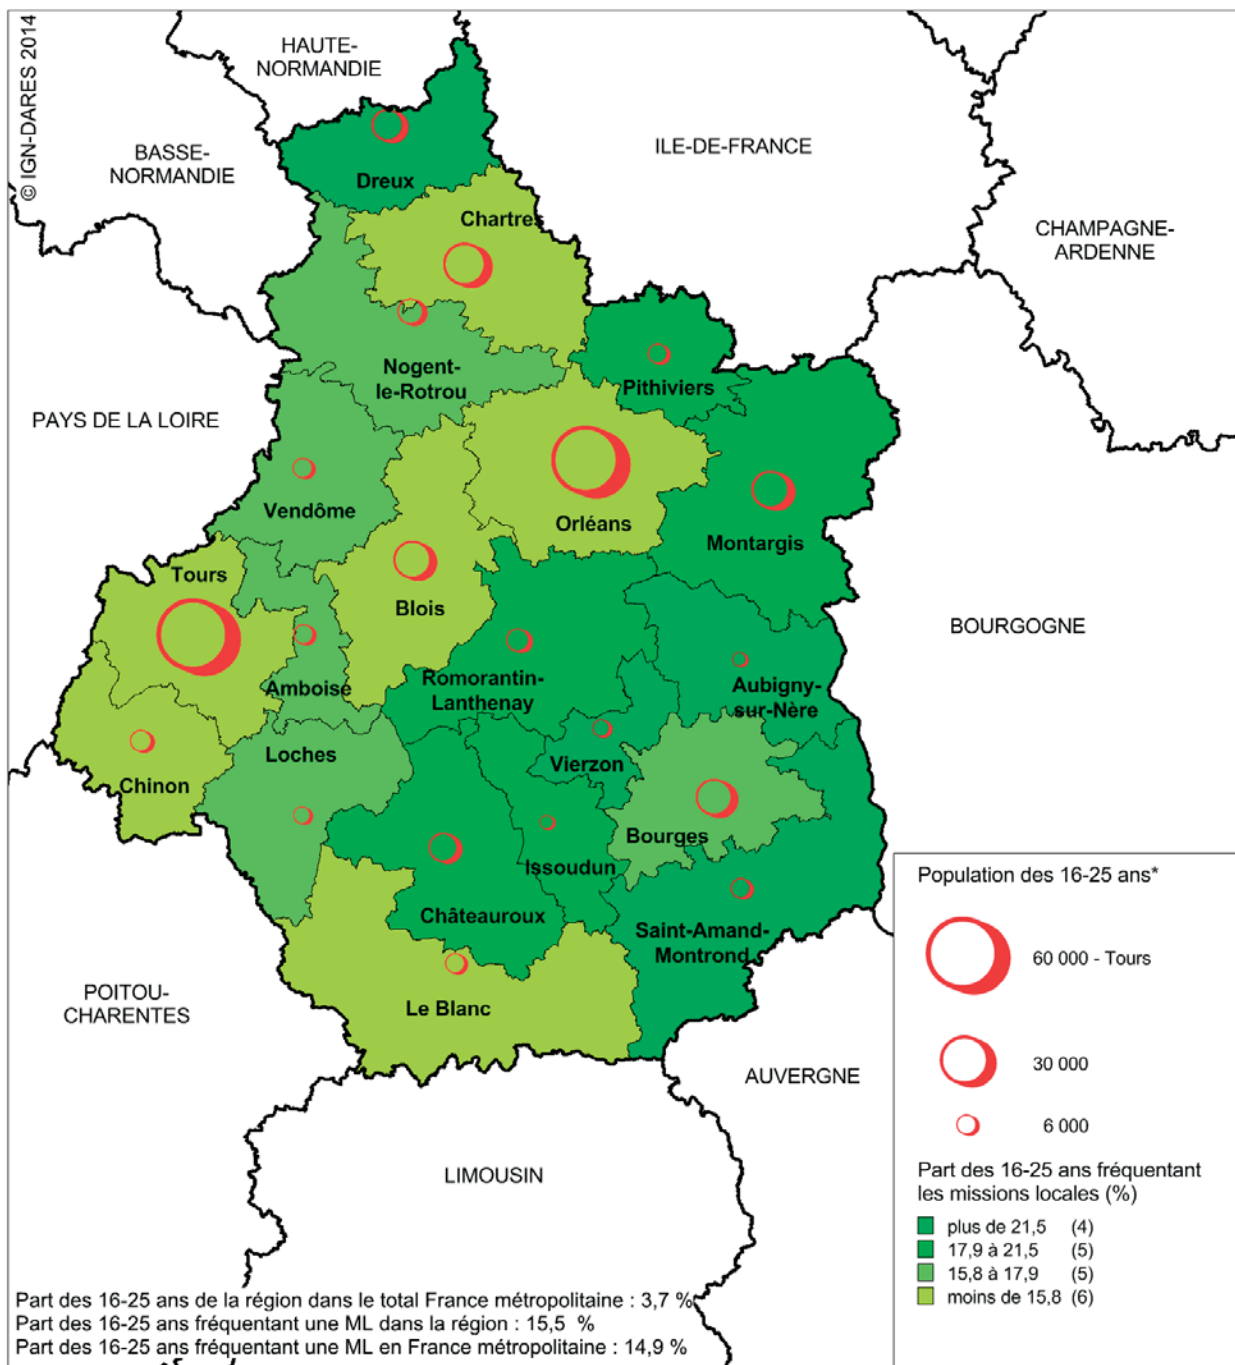 © IGN-DARES 2014
HAUTE-
NORMANDIE
BASSE-
NORMANDIE
ILE-DE-FRANCE
CHAMPAGNE-
ARDENNE
Dreux
Chartres
Nogent-
le-Rotrou
Pithiviers
PAYS DE LA LOIRE
Vendôme
Orléans
Montargis
Tours
Blois
BOURGOGNE
Amboise
Romorantin-
Lanthenay
Aubigny-
sur-Nère
Loches
Vierzon
Chinon
Bourges
Issoudun
Châteauroux
Saint-Amand-
Montrond
Le Blanc
POITOU-
CHARENTES
AUVERGNE
LIMOUSIN
Population des 16-25 ans*
60 000 - Tours
30 000
6 000
Part des 16-25 ans fréquentant
les missions locales (%)
plus de 21,5 (4)
17,9 à 21,5 (5)
15,8 à 17,9 (5)
moins de 15,8 (6)
Part des 16-25 ans de la région dans le total France métropolitaine : 3,7 %
Part des 16-25 ans fréquentant une ML dans la région : 15,5 %
Part des 16-25 ans fréquentant une ML en France métropolitaine : 14,9 %